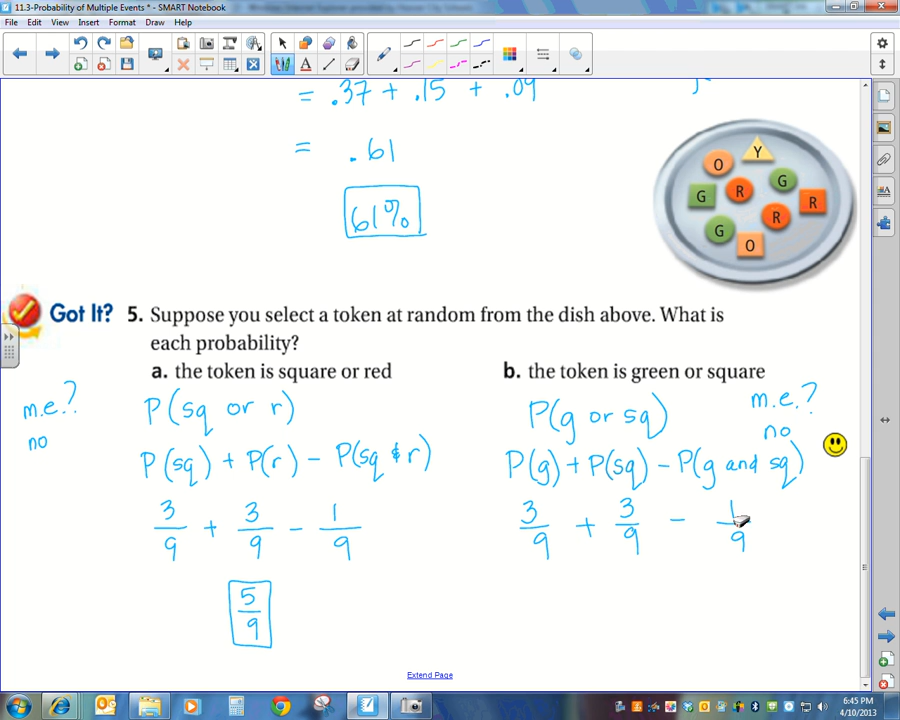 11.3-Probability of Multiple Events * - SMART Notebook
File Edit View Insert Format Draw Help
= .37 + .15 + .09
= .61
61%
Y
O
G
G
R
R
R
G
O
Got It? 5. Suppose you select a token at random from the dish above. What is
each probability?
a. the token is square or red
b. the token is green or square
m.e.?
no
P(sq or r)
P(sq) + P(r) - P(sq & r)
3/9 + 3/9 - 1/9
5/9
m.e.?
no
P(g or sq)
P(g) + P(sq) - P(g and sq)
3/9 + 3/9 - 1/9
Extend Page
6:45 PM
4/10/2013